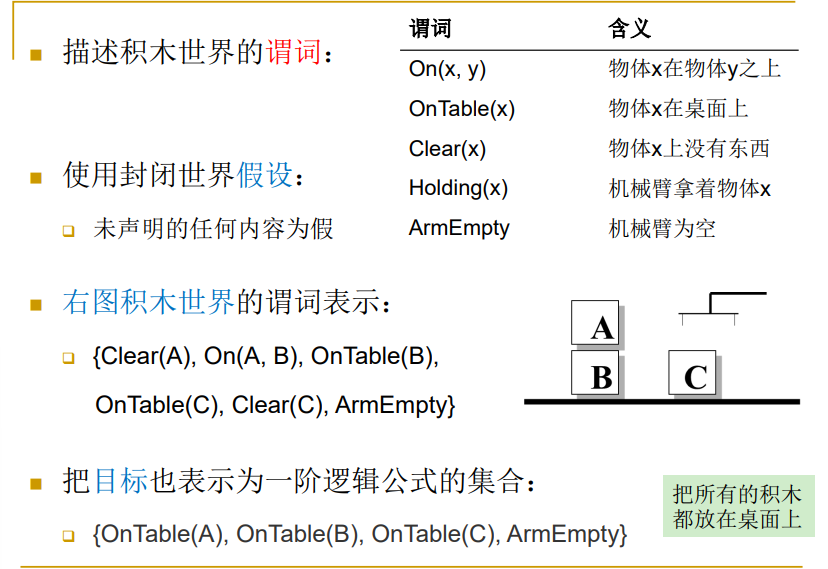 描述积木世界的谓词：
谓词 含义
On(x, y) 物体x在物体y之上
OnTable(x) 物体x在桌面上
Clear(x) 物体x上没有东西
Holding(x) 机械臂拿着物体x
ArmEmpty 机械臂为空
使用封闭世界假设：
未声明的任何内容为假
右图积木世界的谓词表示：
{Clear(A), On(A, B), OnTable(B),
OnTable(C), Clear(C), ArmEmpty}
A
B C
把目标也表示为一阶逻辑公式的集合：
{OnTable(A), OnTable(B), OnTable(C), ArmEmpty}
把所有的积木
都放在桌面上